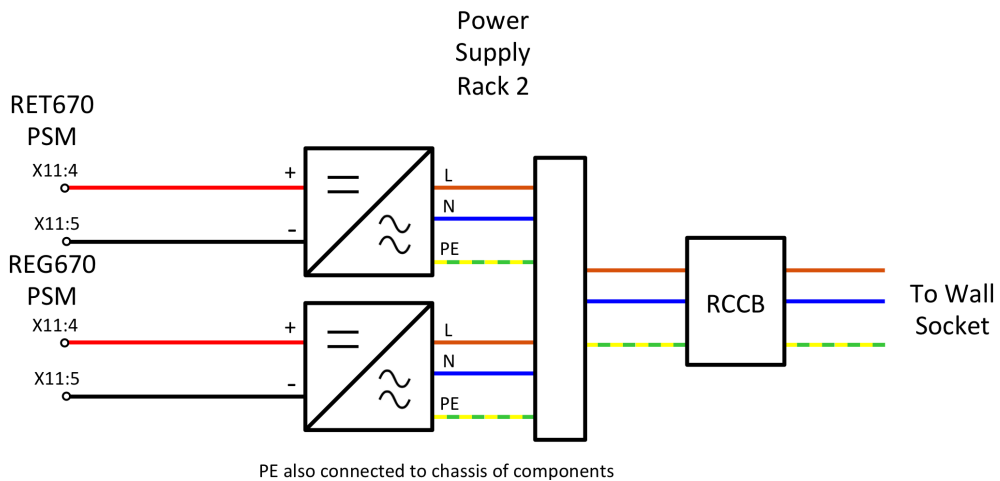 Power
Supply
Rack 2
RET670
PSM
X11:4
+
L
N
X11:5
-
PE
REG670
PSM
X11:4
+
L
N
X11:5
-
PE
RCCB
To Wall
Socket
PE also connected to chassis of components